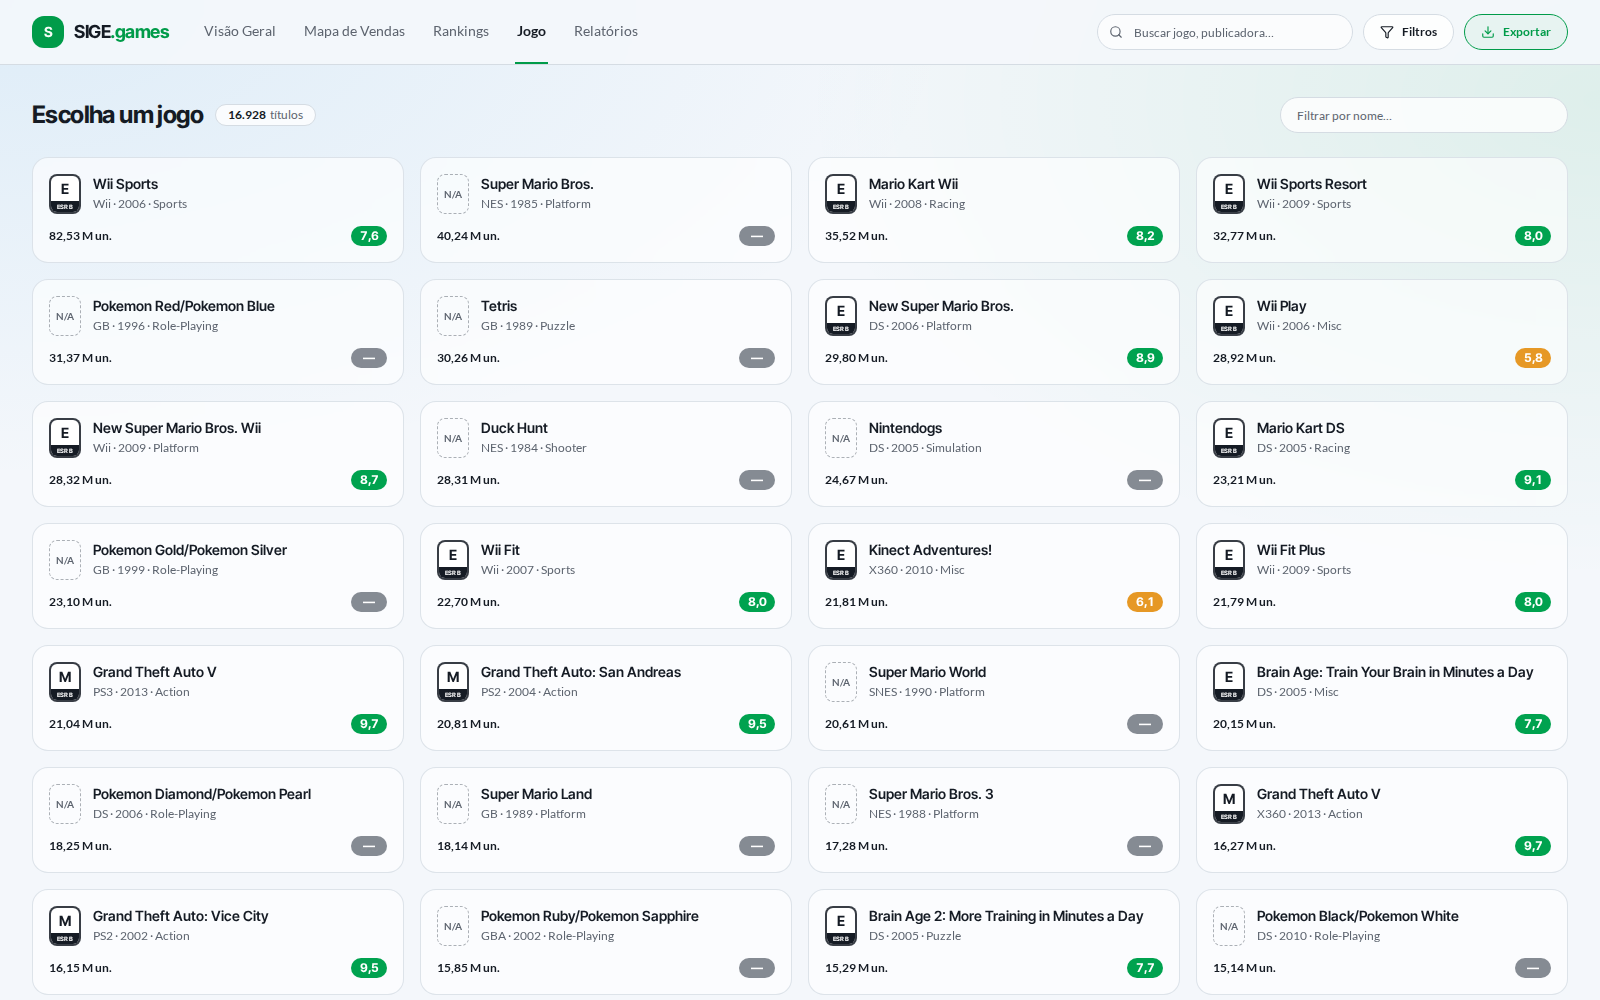 S SIGE.games Visão Geral Mapa de Vendas Rankings Jogo Relatórios Buscar jogo, publicadora... Filtros Exportar
Escolha um jogo 16.928 títulos Filtrar por nome...
E ESRB Wii Sports
Wii · 2006 · Sports
82,53 M un. 7,6
N/A Super Mario Bros.
NES · 1985 · Platform
40,24 M un. —
E ESRB Mario Kart Wii
Wii · 2008 · Racing
35,52 M un. 8,2
E ESRB Wii Sports Resort
Wii · 2009 · Sports
32,77 M un. 8,0
N/A Pokemon Red/Pokemon Blue
GB · 1996 · Role-Playing
31,37 M un. —
N/A Tetris
GB · 1989 · Puzzle
30,26 M un. —
E ESRB New Super Mario Bros.
DS · 2006 · Platform
29,80 M un. 8,9
E ESRB Wii Play
Wii · 2006 · Misc
28,92 M un. 5,8
E ESRB New Super Mario Bros. Wii
Wii · 2009 · Platform
28,32 M un. 8,7
N/A Duck Hunt
NES · 1984 · Shooter
28,31 M un. —
N/A Nintendogs
DS · 2005 · Simulation
24,67 M un. —
E ESRB Mario Kart DS
DS · 2005 · Racing
23,21 M un. 9,1
N/A Pokemon Gold/Pokemon Silver
GB · 1999 · Role-Playing
23,10 M un. —
E ESRB Wii Fit
Wii · 2007 · Sports
22,70 M un. 8,0
E ESRB Kinect Adventures!
X360 · 2010 · Misc
21,81 M un. 6,1
E ESRB Wii Fit Plus
Wii · 2009 · Sports
21,79 M un. 8,0
M ESRB Grand Theft Auto V
PS3 · 2013 · Action
21,04 M un. 9,7
M ESRB Grand Theft Auto: San Andreas
PS2 · 2004 · Action
20,81 M un. 9,5
N/A Super Mario World
SNES · 1990 · Platform
20,61 M un. —
E ESRB Brain Age: Train Your Brain in Minutes a Day
DS · 2005 · Misc
20,15 M un. 7,7
N/A Pokemon Diamond/Pokemon Pearl
DS · 2006 · Role-Playing
18,25 M un. —
N/A Super Mario Land
GB · 1989 · Platform
18,14 M un. —
N/A Super Mario Bros. 3
NES · 1988 · Platform
17,28 M un. —
M ESRB Grand Theft Auto V
X360 · 2013 · Action
16,27 M un. 9,7
M ESRB Grand Theft Auto: Vice City
PS2 · 2002 · Action
16,15 M un. 9,5
N/A Pokemon Ruby/Pokemon Sapphire
GBA · 2002 · Role-Playing
15,85 M un. —
E ESRB Brain Age 2: More Training in Minutes a Day
DS · 2005 · Puzzle
15,29 M un. 7,7
N/A Pokemon Black/Pokemon White
DS · 2010 · Role-Playing
15,14 M un. —